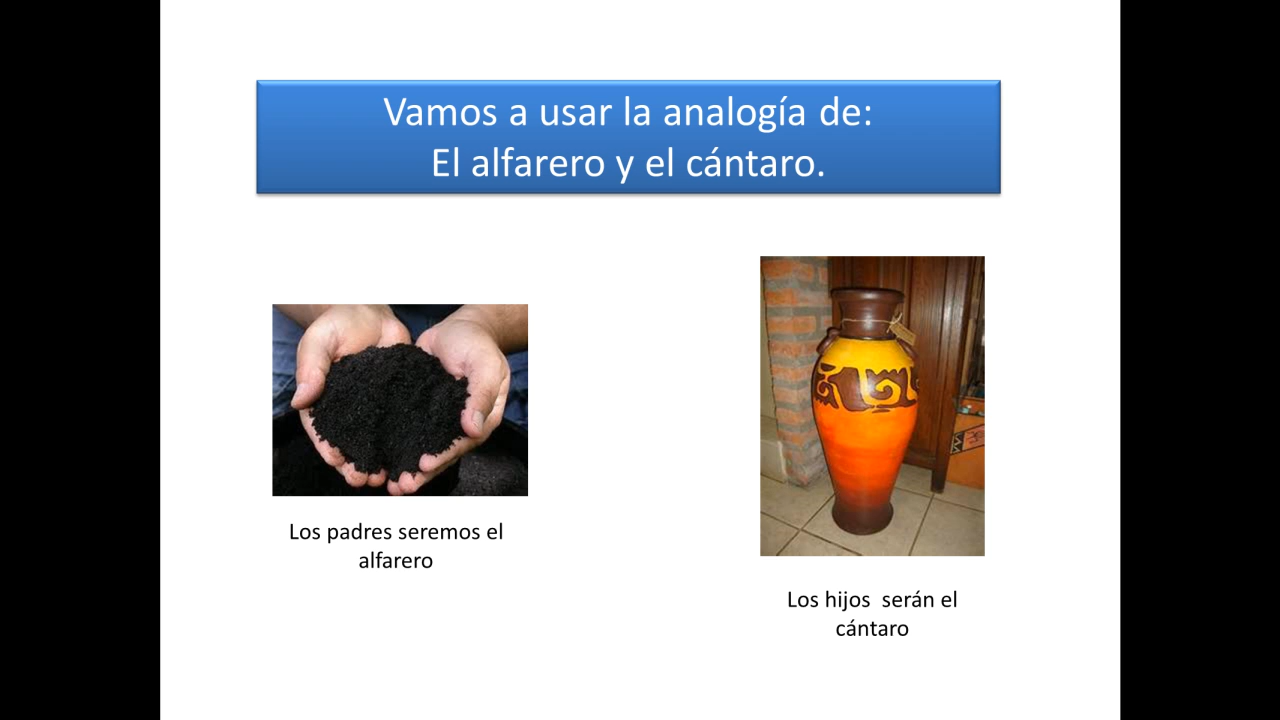 Vamos a usar la analogía de:
El alfarero y el cántaro.
Los padres seremos el
alfarero
Los hijos serán el
cántaro